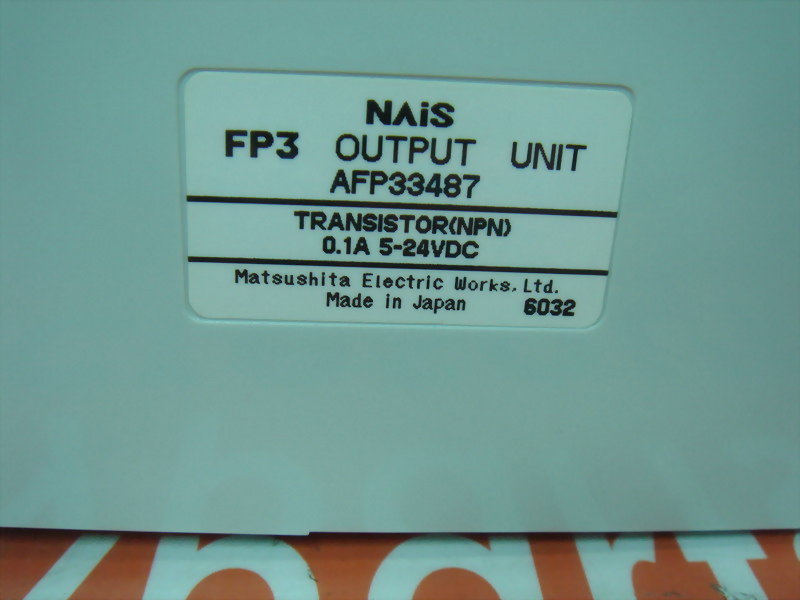 NAiS
FP3 OUTPUT UNIT
AFP33487
TRANSISTOR(NPN)
0.1A 5-24VDC
Matsushita Electric Works, Ltd.
Made in Japan 6032